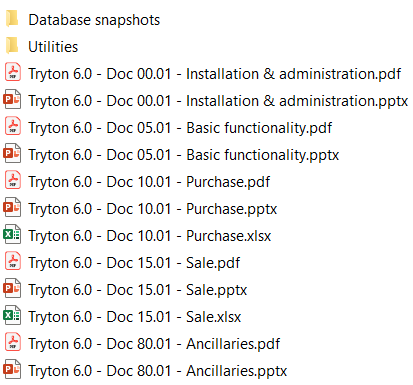 Database snapshots
Utilities
Tryton 6.0 - Doc 00.01 - Installation & administration.pdf
Tryton 6.0 - Doc 00.01 - Installation & administration.pptx
Tryton 6.0 - Doc 05.01 - Basic functionality.pdf
Tryton 6.0 - Doc 05.01 - Basic functionality.pptx
Tryton 6.0 - Doc 10.01 - Purchase.pdf
Tryton 6.0 - Doc 10.01 - Purchase.pptx
Tryton 6.0 - Doc 10.01 - Purchase.xlsx
Tryton 6.0 - Doc 15.01 - Sale.pdf
Tryton 6.0 - Doc 15.01 - Sale.pptx
Tryton 6.0 - Doc 15.01 - Sale.xlsx
Tryton 6.0 - Doc 80.01 - Ancillaries.pdf
Tryton 6.0 - Doc 80.01 - Ancillaries.pptx